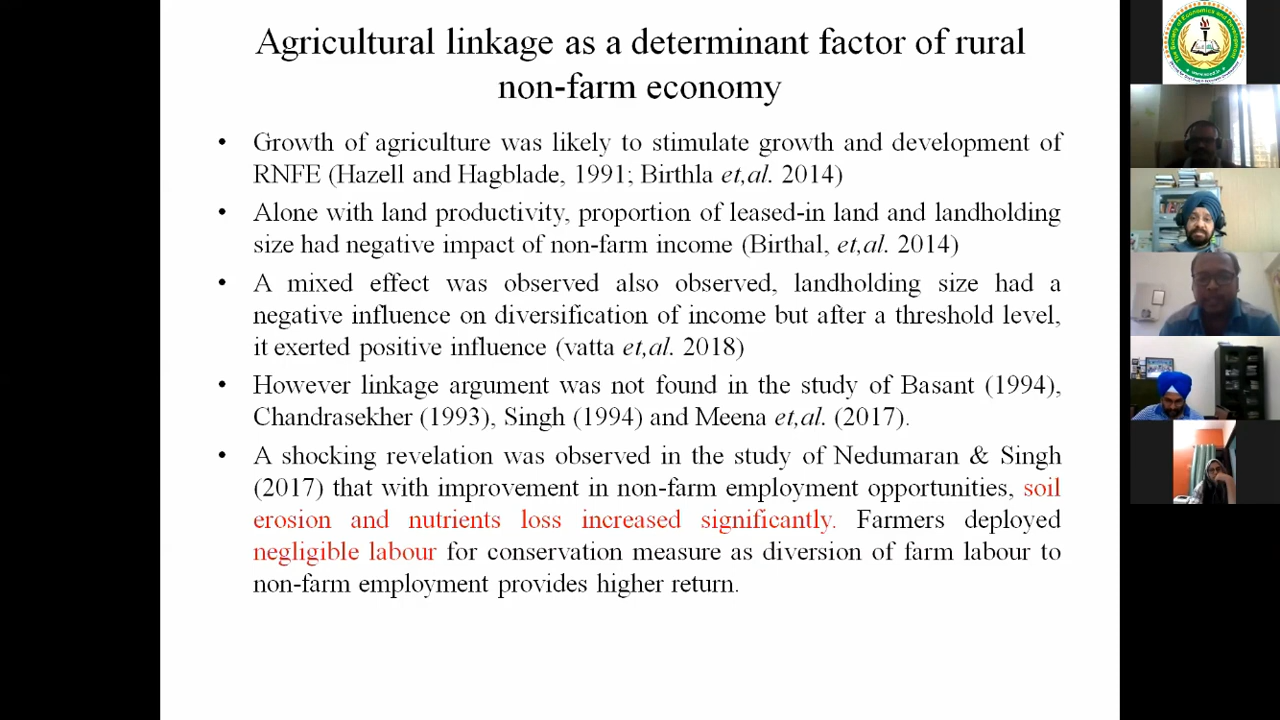 Agricultural linkage as a determinant factor of rural
non-farm economy
• Growth of agriculture was likely to stimulate growth and development of
RNFE (Hazell and Hagblade, 1991; Birthla et,al. 2014)
• Alone with land productivity, proportion of leased-in land and landholding
size had negative impact of non-farm income (Birthal, et,al. 2014)
• A mixed effect was observed also observed, landholding size had a
negative influence on diversification of income but after a threshold level,
it exerted positive influence (vatta et,al. 2018)
• However linkage argument was not found in the study of Basant (1994),
Chandrasekher (1993), Singh (1994) and Meena et,al. (2017).
• A shocking revelation was observed in the study of Nedumaran & Singh
(2017) that with improvement in non-farm employment opportunities, soil
erosion and nutrients loss increased significantly. Farmers deployed
negligible labour for conservation measure as diversion of farm labour to
non-farm employment provides higher return.
The Society of Economics and Development